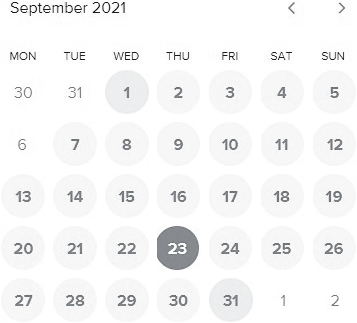 September 2021
MON TUE WED THU FRI SAT SUN
30 31 1 2 3 4 5
6 7 8 9 10 11 12
13 14 15 16 17 18 19
20 21 22 23 24 25 26
27 28 29 30 31 1 2